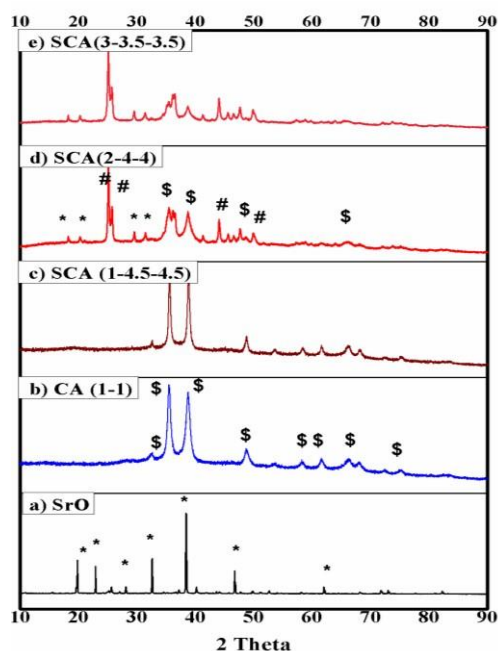 10 20 30 40 50 60 70 80 90
e) SCA(3-3.5-3.5)
d) SCA(2-4-4)
# # $ $ # $ # $
* * * *
c) SCA (1-4.5-4.5)
b) CA (1-1)
$ $ $ $ $ $ $ $
a) SrO
* * * * * * *
10 20 30 40 50 60 70 80 90
2 Theta